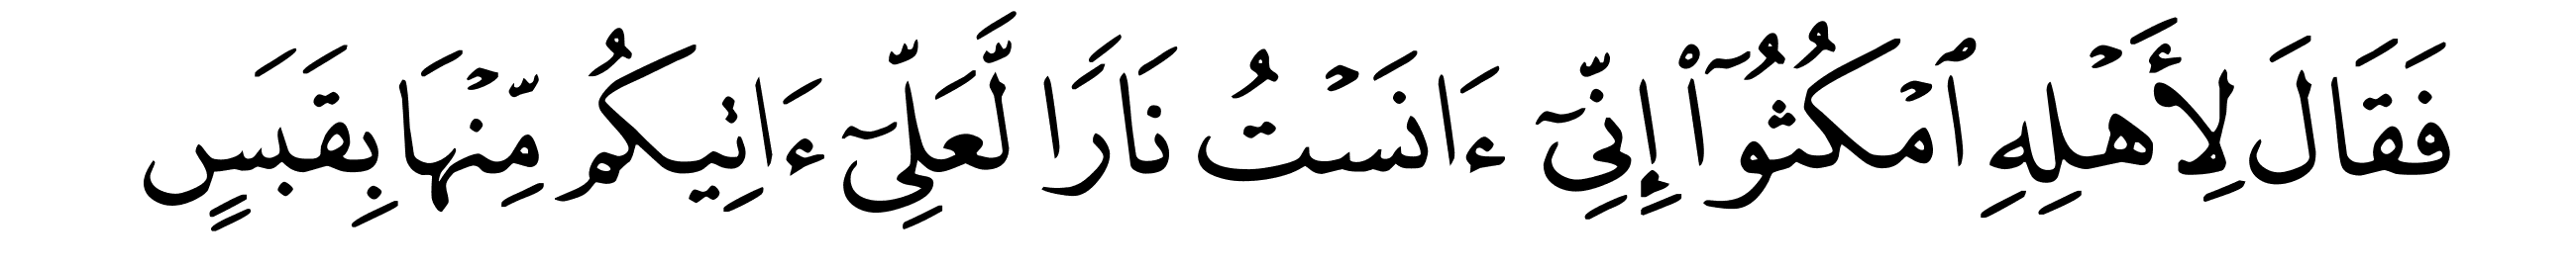 فَقَالَ لِأَهْلِهِ ٱمْكُثُوٓا۟ إِنِّىٓ ءَانَسْتُ نَارًا لَّعَلِّىٓ ءَاتِيكُم مِّنْهَا بِقَبَسٍ